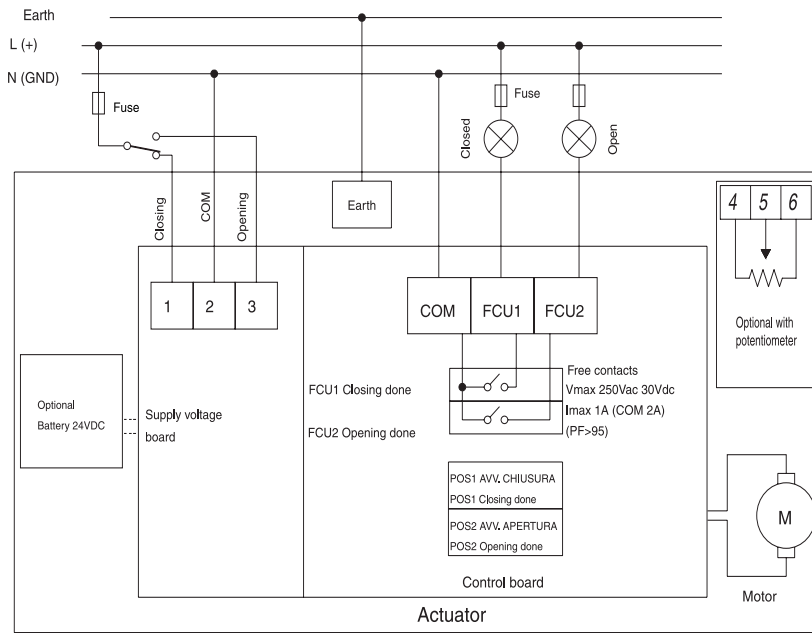 Earth
L (+)
N (GND)
Fuse
Fuse
Closed
Open
Closing
COM
Opening
Earth
4 5 6
Optional with
potentiometer
1 2 3
COM FCU1 FCU2
Optional
Battery 24VDC
Supply voltage
board
FCU1 Closing done
FCU2 Opening done
Free contacts
Vmax 250Vac 30Vdc
Imax 1A (COM 2A)
(PF>95)
POS1 AVV. CHIUSURA
POS1 Closing done
POS2 AVV. APERTURA
POS2 Opening done
Control board
M
Motor
Actuator